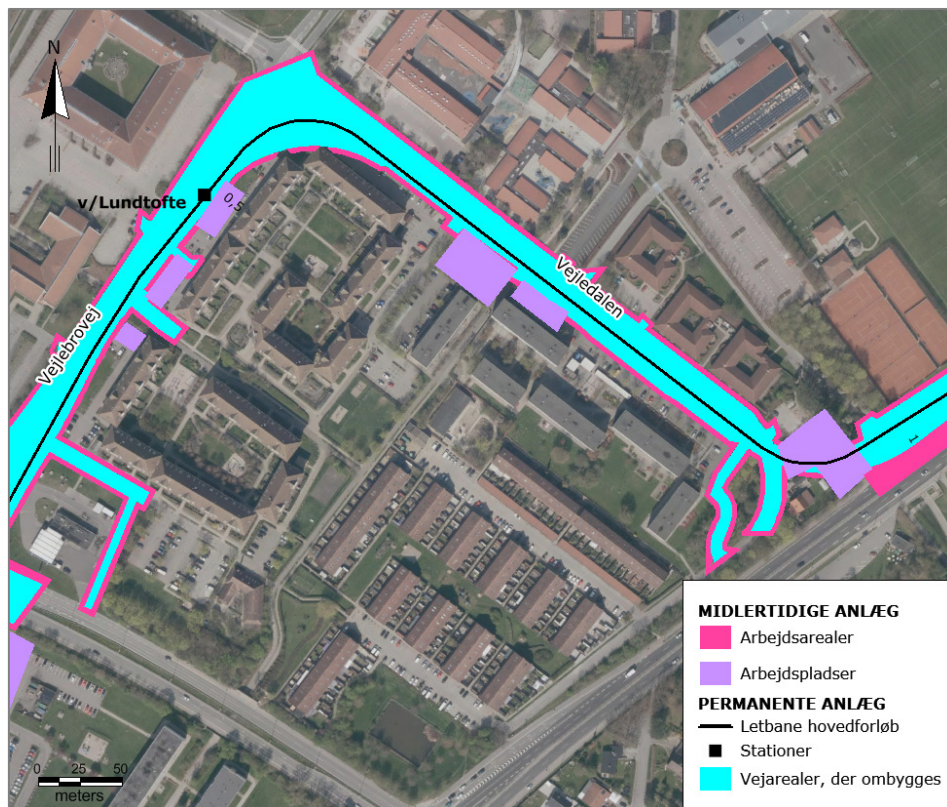 N
v/Lundtofte
0,5
Vejlebrovej
Vejledalen
1
MIDLERTIDIGE ANLÆG
Arbejdsarealer
Arbejdspladser
PERMANENTE ANLÆG
Letbane hovedforløb
Stationer
Vejarealer, der ombygges
0 25 50
meters